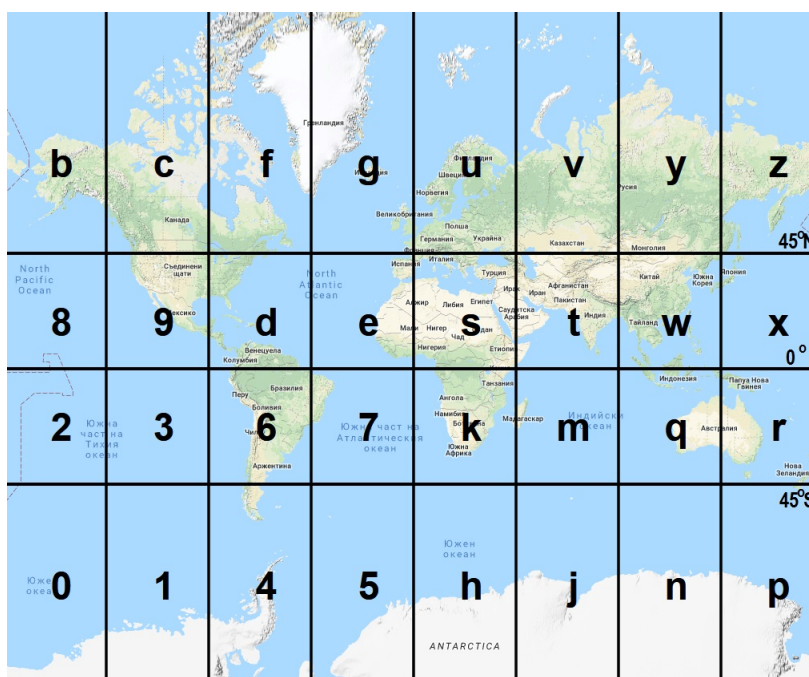 Гренландия
b c f g u v y z
Финландия
Исландия
Швеция
Русия
Норвегия
Канада
Великобритания
Полша
Германия
Украйна
Казахстан
Монголия
Франция
45°N
North
Pacific
Ocean
Съединени
щати
North
Atlantic
Ocean
Испания
Италия
Турция
Китай
Южна
Корея
Япония
Ирак
Иран
Афганистан
Пакистан
Алжир
Либия
Египет
Саудитска
Арабия
Мексико
8 9 d e s t w x
Мали
Нигер
Чад
Судан
Индия
Тайланд
Венецуела
Колумбия
Нигерия
Етиопия
0°
Индонезия
Папуа Нова
Гвинея
Танзания
Бразилия
Перу
Ангола
Боливия
Намибия
Мадагаскар
Индийски
океан
Южна
част на
Тихия
океан
2 3 6 7 k m q r
Южна част на
Атлантическия
океан
Австралия
Чили
Южна
Африка
Аржентина
Нова
Зеландия
45°S
Южен
океан
Южен
океан
0 1 4 5 h j n p
ANTARCTICA